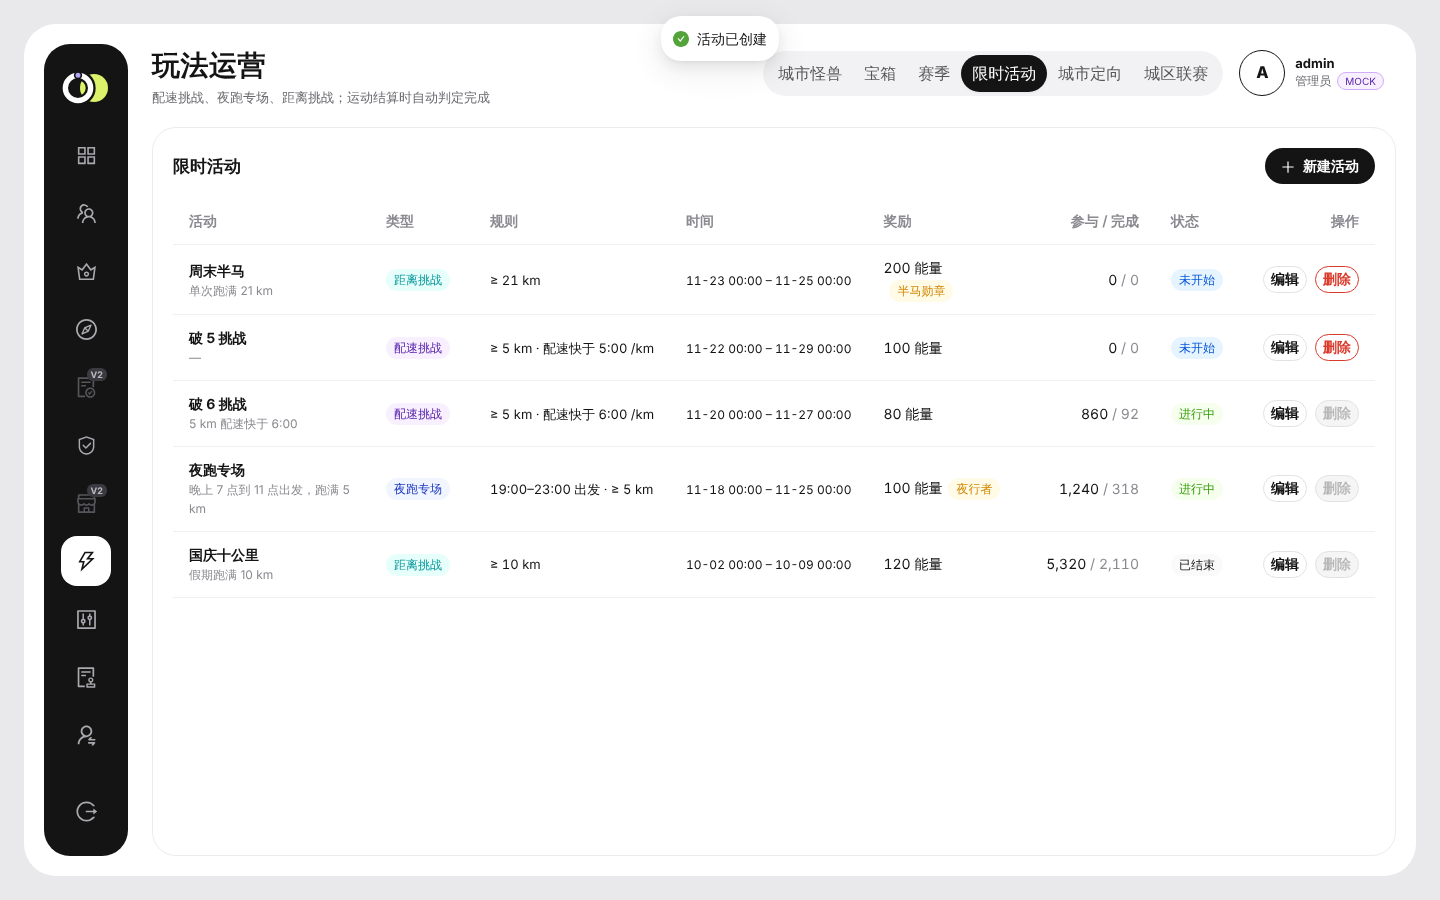 活动已创建
玩法运营
配速挑战、夜跑专场、距离挑战；运动结算时自动判定完成
城市怪兽 宝箱 赛季 限时活动 城市定向 城区联赛
A
admin
管理员 MOCK
V2
V2
限时活动
新建活动
活动 类型 规则 时间 奖励 参与 / 完成 状态 操作
周末半马
单次跑满 21 km
距离挑战
≥ 21 km
11-23 00:00 – 11-25 00:00
200 能量
半马勋章
0 / 0
未开始
编辑 删除
破 5 挑战
—
配速挑战
≥ 5 km · 配速快于 5:00 /km
11-22 00:00 – 11-29 00:00
100 能量
0 / 0
未开始
编辑 删除
破 6 挑战
5 km 配速快于 6:00
配速挑战
≥ 5 km · 配速快于 6:00 /km
11-20 00:00 – 11-27 00:00
80 能量
860 / 92
进行中
编辑 删除
夜跑专场
晚上 7 点到 11 点出发，跑满 5
km
夜跑专场
19:00–23:00 出发 · ≥ 5 km
11-18 00:00 – 11-25 00:00
100 能量 夜行者
1,240 / 318
进行中
编辑 删除
国庆十公里
假期跑满 10 km
距离挑战
≥ 10 km
10-02 00:00 – 10-09 00:00
120 能量
5,320 / 2,110
已结束
编辑 删除